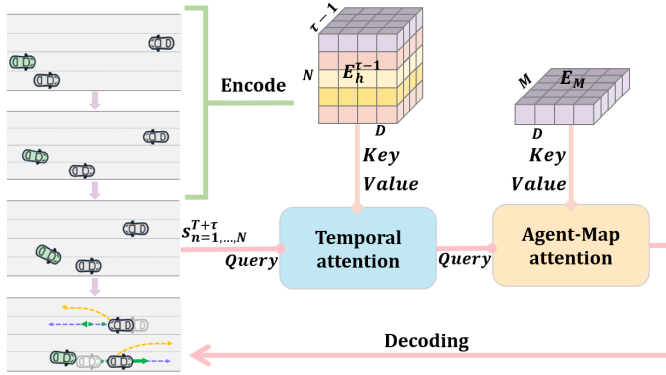 Encode
τ−1
N
E_h^{τ−1}
D
Key
Value
M
E_M
D
Key
Value
s_{n=1,...,N}^{T+τ}
Query
Temporal
attention
Query
Agent-Map
attention
Decoding